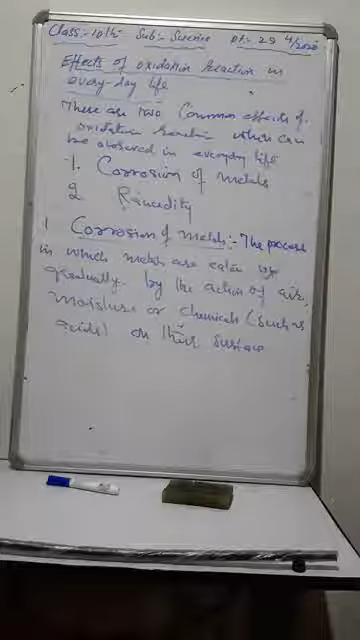 Class:- 10th Sub:- Science Dt:- 29 4/2020
Effects of oxidation Reaction in
every-day life
There are two Common effects of
oxidation Reaction which can
be observed in everyday life
1. Corrosion of metals
2 Rancidity
1 Corrosion of metals:- The process
in which metals are eaten up
gradually by the action of air,
moisture or chemicals (such as
acids) on their surface